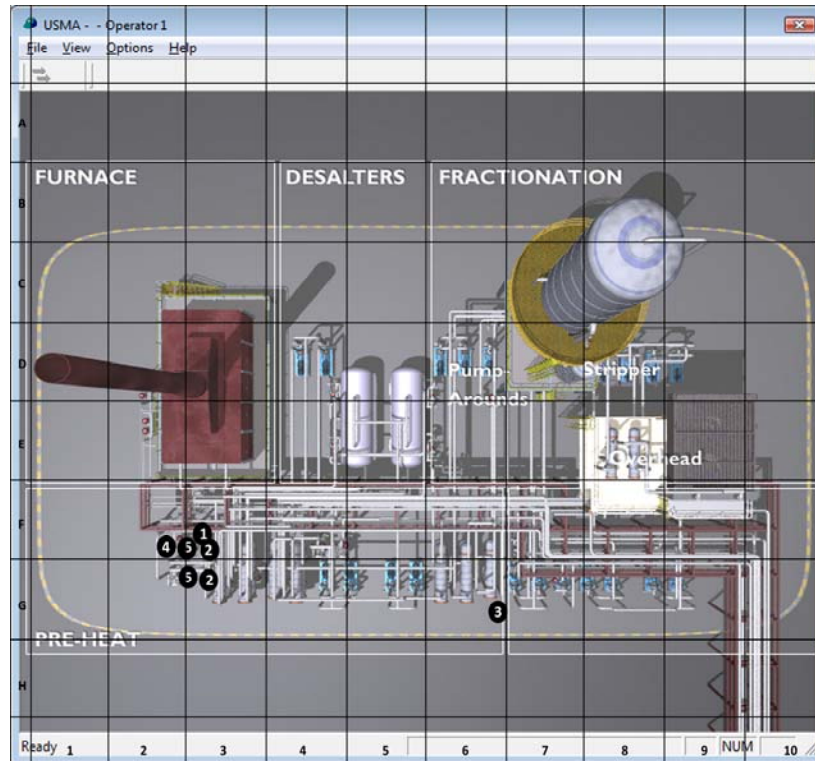 USMA - - Operator 1
File View Options Help
A
FURNACE DESALTERS FRACTIONATION
B
C
D
Pump- Stripper
Arounds
E
Overhead
F
1
4 5 2
5 2
G
3
PRE-HEAT
H
Ready 1 2 3 4 5 6 7 8 9 NUM 10